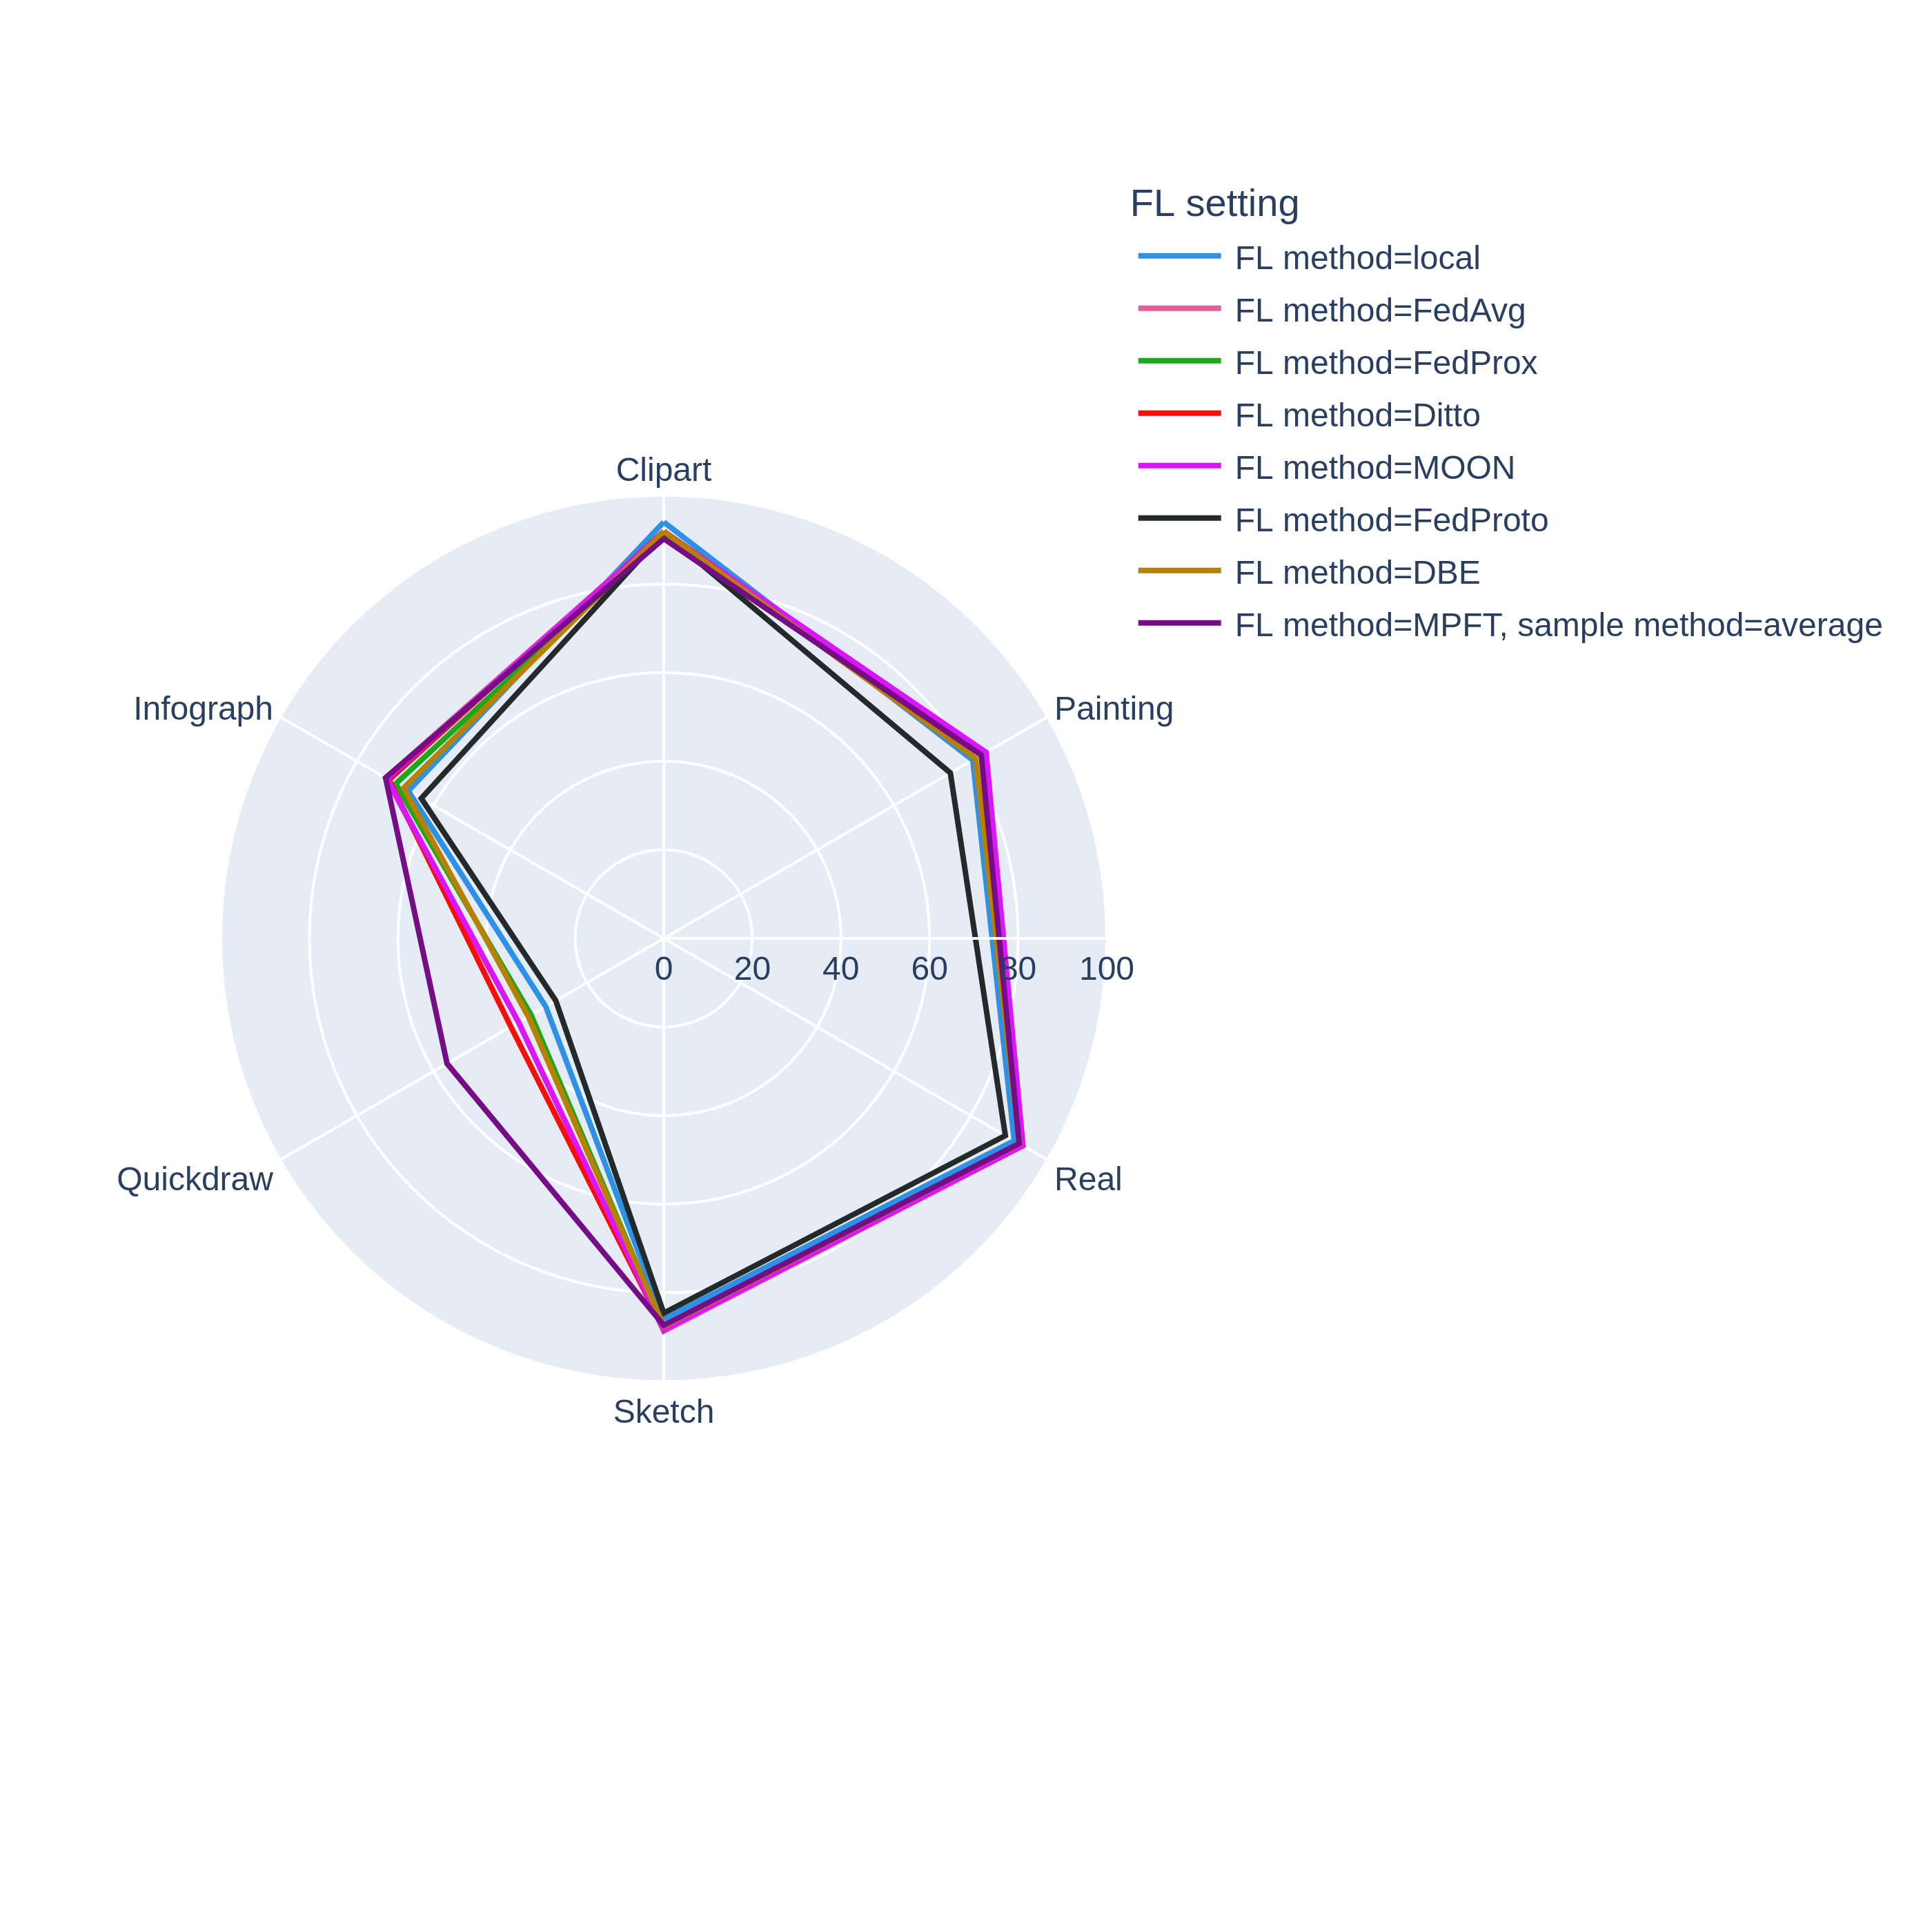 FL setting
FL method=local
FL method=FedAvg
FL method=FedProx
FL method=Ditto
FL method=MOON
FL method=FedProto
FL method=DBE
FL method=MPFT, sample method=average
Clipart
Infograph
Painting
0 20 40 60 80 100
Quickdraw
Real
Sketch